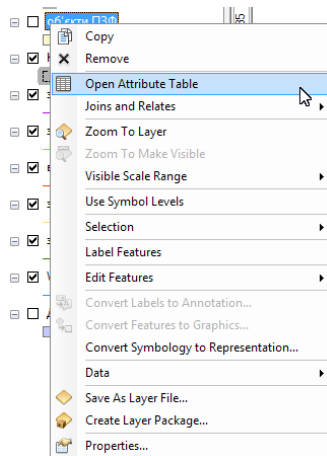 об'єкти ПЗФ
35
Copy
Remove
Open Attribute Table
Joins and Relates
Zoom To Layer
Zoom To Make Visible
Visible Scale Range
Use Symbol Levels
Selection
Label Features
Edit Features
Convert Labels to Annotation...
Convert Features to Graphics...
Convert Symbology to Representation...
Data
Save As Layer File...
Create Layer Package...
Properties...